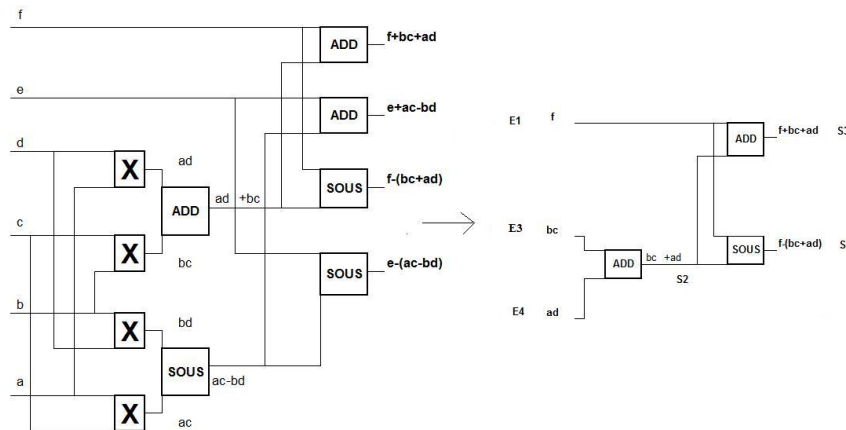 f
ADD
f+bc+ad
e
ADD
e+ac-bd
E1 f
ADD
f+bc+ad
S3
d
X
ad
SOUS
f-(bc+ad)
ADD
ad +bc
c
X
bc
E3 bc
SOUS
f-(bc+ad)
S
ADD
bc +ad
S2
SOUS
e-(ac-bd)
b
X
bd
E4 ad
SOUS
ac-bd
a
X
ac